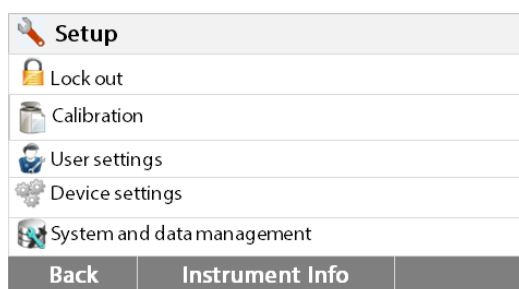 Setup
Lock out
Calibration
User settings
Device settings
System and data management
Back Instrument Info